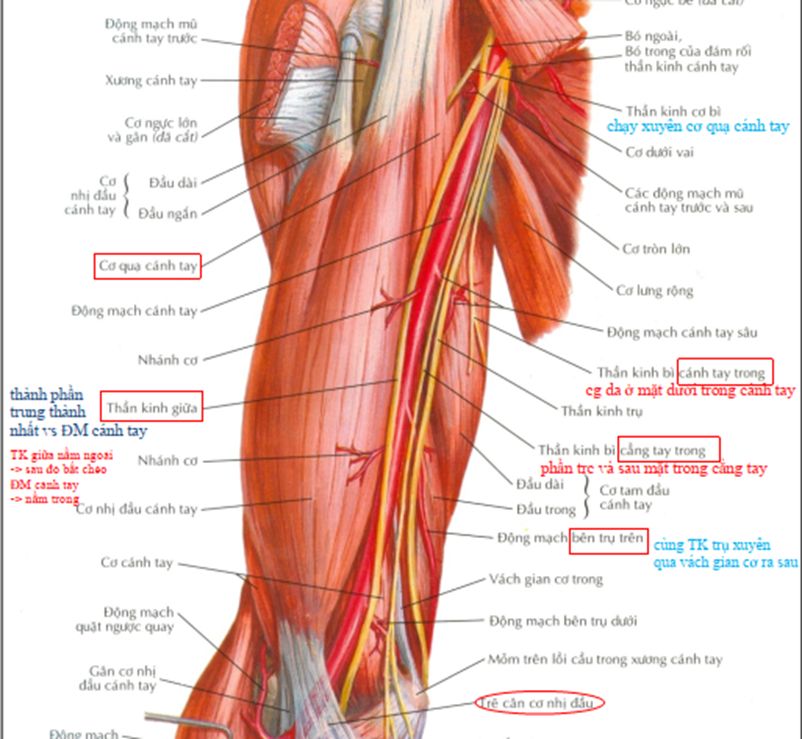 Động mạch mũ
cánh tay trước
Xương cánh tay
Cơ ngực lớn
và gân (đã cắt)
Cơ
nhị đầu
cánh tay
Đầu dài
Đầu ngắn
Cơ quạ cánh tay
Động mạch cánh tay
Nhánh cơ
thành phần
trung thành
nhất vs ĐM cánh tay
Thần kinh giữa
TK giữa nằm ngoài
-> sau đó bắt chéo
ĐM cánh tay
-> nằm trong
Nhánh cơ
Cơ nhị đầu cánh tay
Cơ cánh tay
Động mạch
quặt ngược quay
Gân cơ nhị
đầu cánh tay
Động mạch
Bó ngoài,
Bó trong của đám rối
thần kinh cánh tay
Thần kinh cơ bì
chạy xuyên cơ quạ cánh tay
Cơ dưới vai
Các động mạch mũ
cánh tay trước và sau
Cơ tròn lớn
Cơ lưng rộng
Động mạch cánh tay sâu
Thần kinh bì cánh tay trong
cg da ở mặt dưới trong cánh tay
Thần kinh trụ
Thần kinh bì cẳng tay trong
phần trc và sau mặt trong cẳng tay
Đầu dài
Đầu trong
Cơ tam đầu
cánh tay
Động mạch bên trụ trên
cùng TK trụ xuyên
qua vách gian cơ ra sau
Vách gian cơ trong
Động mạch bên trụ dưới
Mỏm trên lồi cầu trong xương cánh tay
Trẽ cân cơ nhị đầu